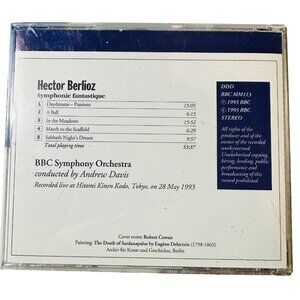 Hector Berlioz
Symphonie fantastique
1 Daydreams – Passions 15:05
2 A Ball 6:13
3 In the Meadows 15:52
4 March to the Scaffold 6:29
5 Sabbath Night's Dream 9:57
Total playing time 53:37
BBC Symphony Orchestra
conducted by Andrew Davis
Recorded live at Hitomi Kinen Kodo, Tokyo, on 28 May 1993
Cover notes: Robert Cowan
Painting: The Death of Sardanapalus by Eugène Delacroix (1798-1863)
Archiv für Kunst und Geschichte, Berlin
DDD
BBC MM113
℗ 1993 BBC
© 1993 BBC
STEREO
All rights of the
producer and of the
owner of the recorded
work reserved.
Unauthorised copying,
hiring, lending, public
performance and
broadcasting of this
record prohibited.